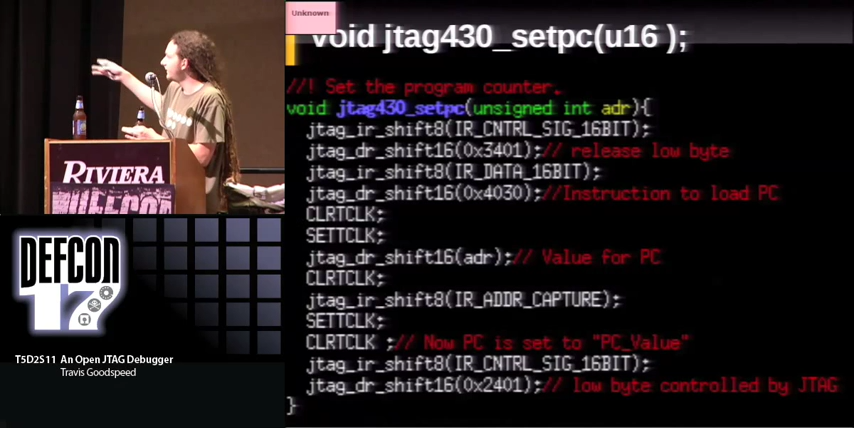 Unknown
void jtag430_setpc(u16 );
//! Set the program counter.
void jtag430_setpc(unsigned int adr){
jtag_ir_shift8(IR_CNTRL_SIG_16BIT);
jtag_dr_shift16(0x3401);// release low byte
jtag_ir_shift8(IR_DATA_16BIT);
jtag_dr_shift16(0x4030);//Instruction to load PC
CLRTCLK;
SETTCLK;
jtag_dr_shift16(adr);// Value for PC
CLRTCLK;
jtag_ir_shift8(IR_ADDR_CAPTURE);
SETTCLK;
CLRTCLK ;// Now PC is set to "PC_Value"
jtag_ir_shift8(IR_CNTRL_SIG_16BIT);
jtag_dr_shift16(0x2401);// low byte controlled by JTAG
}
RIVIERA
DEFCON
17
T5D2S11 An Open JTAG Debugger
Travis Goodspeed